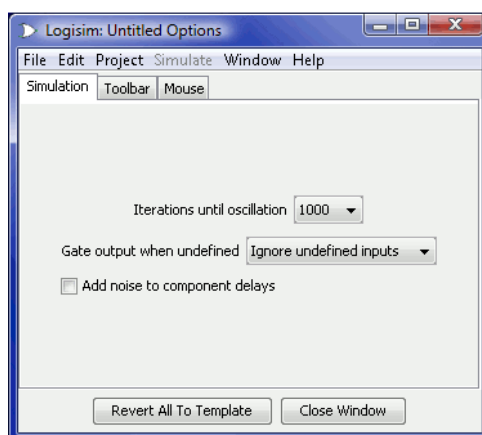 Logisim: Untitled Options
File Edit Project Simulate Window Help
Simulation Toolbar Mouse
Iterations until oscillation 1000
Gate output when undefined Ignore undefined inputs
Add noise to component delays
Revert All To Template Close Window